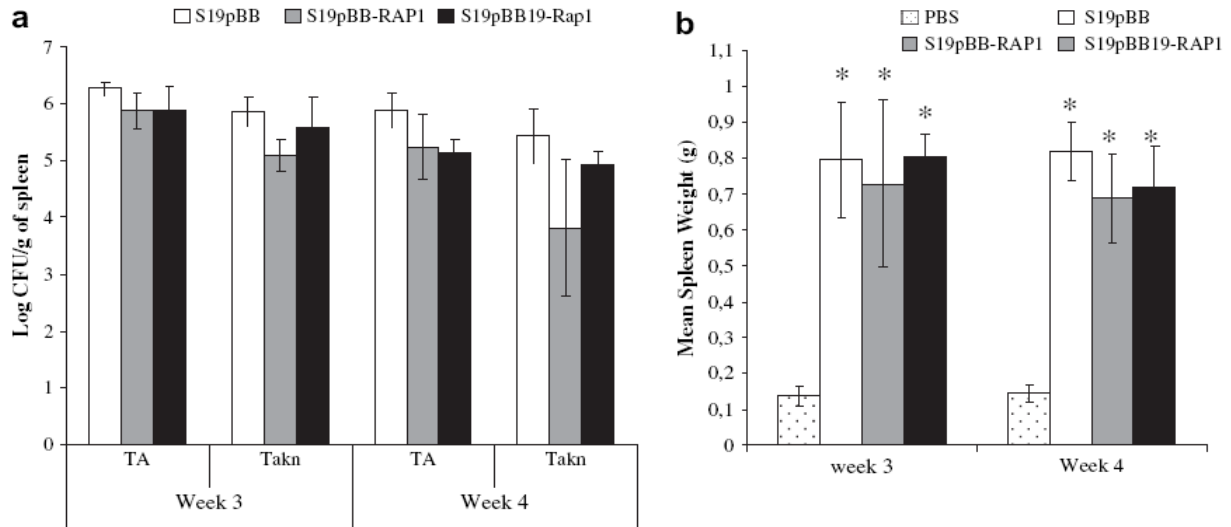 a
S19pBB S19pBB-RAP1 S19pBB19-Rap1
Log CFU/g of spleen
7
6
5
4
3
2
1
0
TA Takn TA Takn
Week 3 Week 4
b
PBS S19pBB
S19pBB-RAP1 S19pBB19-RAP1
Mean Spleen Weight (g)
1,1
1
0,9
0,8
0,7
0,6
0,5
0,4
0,3
0,2
0,1
0
* * *
* * *
week 3 Week 4